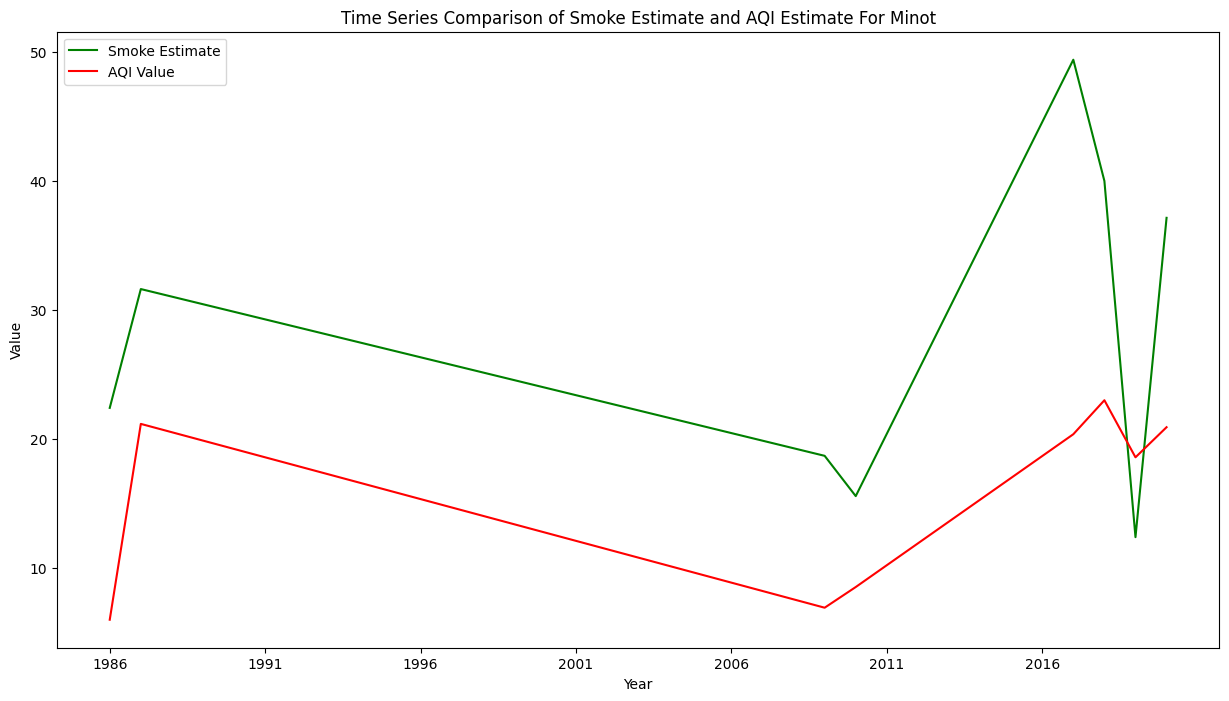 Time Series Comparison of Smoke Estimate and AQI Estimate For Minot
Smoke Estimate
AQI Value
50
40
30
20
10
Value
1986 1991 1996 2001 2006 2011 2016
Year